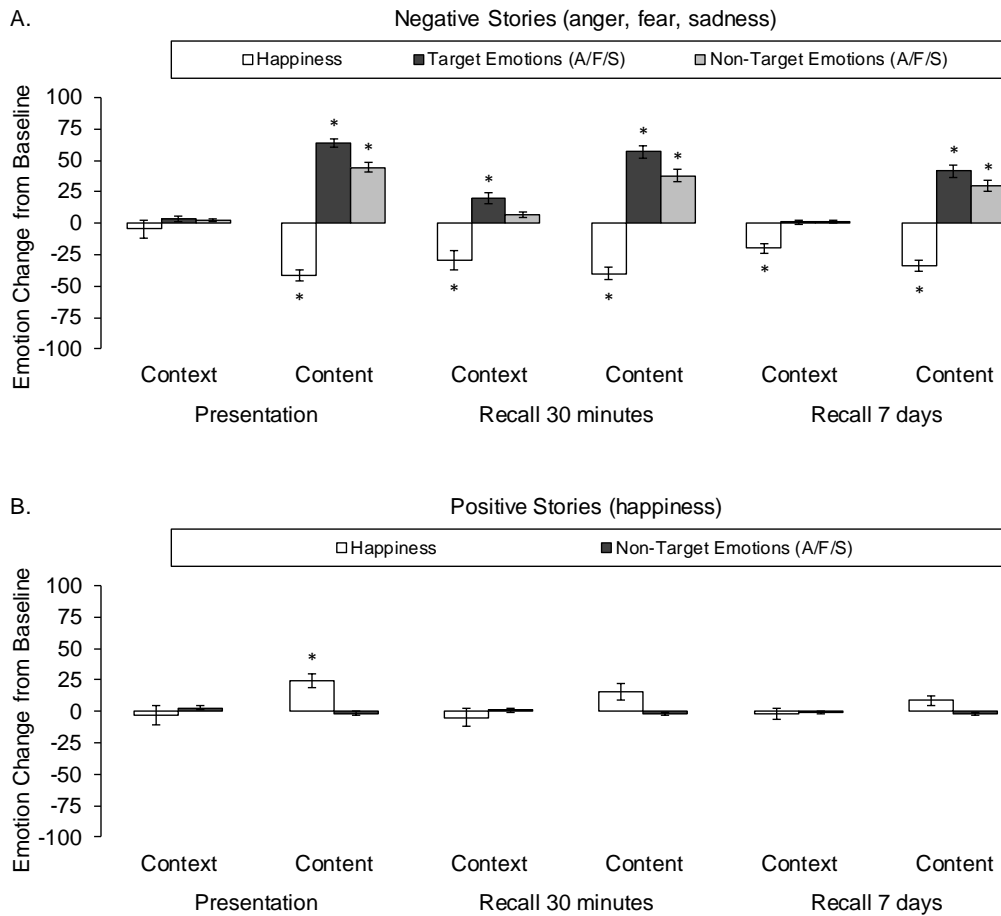 A.
Negative Stories (anger, fear, sadness)
Happiness Target Emotions (A/F/S) Non-Target Emotions (A/F/S)
Emotion Change from Baseline
100
75
50
25
0
-25
-50
-75
-100
* * * * * * * * * * * *
Context Content Context Content Context Content
Presentation Recall 30 minutes Recall 7 days
B.
Positive Stories (happiness)
Happiness Non-Target Emotions (A/F/S)
Emotion Change from Baseline
100
75
50
25
0
-25
-50
-75
-100
*
Context Content Context Content Context Content
Presentation Recall 30 minutes Recall 7 days